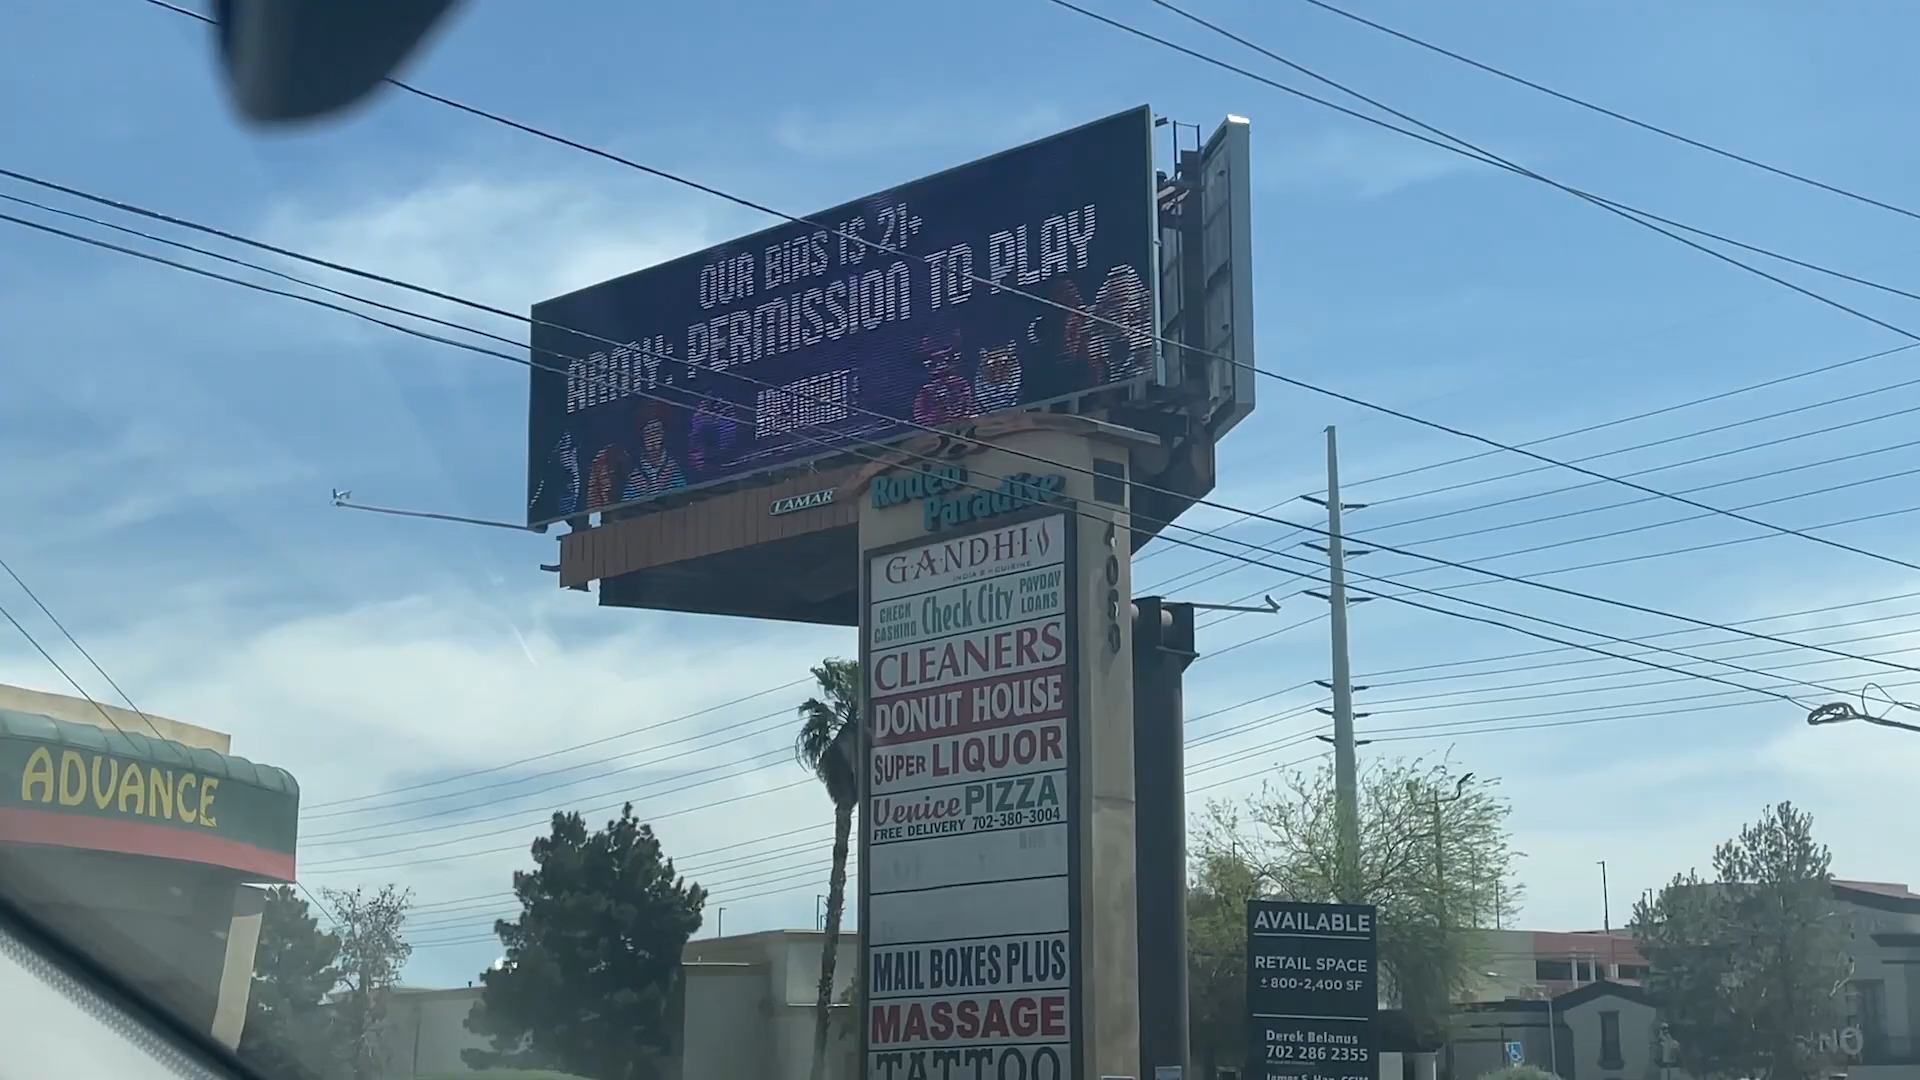 OUR BIAS IS 21+
ARMY: PERMISSION TO PLAY
LAMAR
Rodeo
Paradise
GANDHI
INDIA'S CUISINE
CHECK CASHING Check City PAYDAY LOANS
CLEANERS
DONUT HOUSE
SUPER LIQUOR
Venice PIZZA
FREE DELIVERY 702-380-3004
MAIL BOXES PLUS
MASSAGE
TATTOO
ADVANCE
AVAILABLE
RETAIL SPACE
±800-2,400 SF
Derek Belanus
702 286 2355
NO